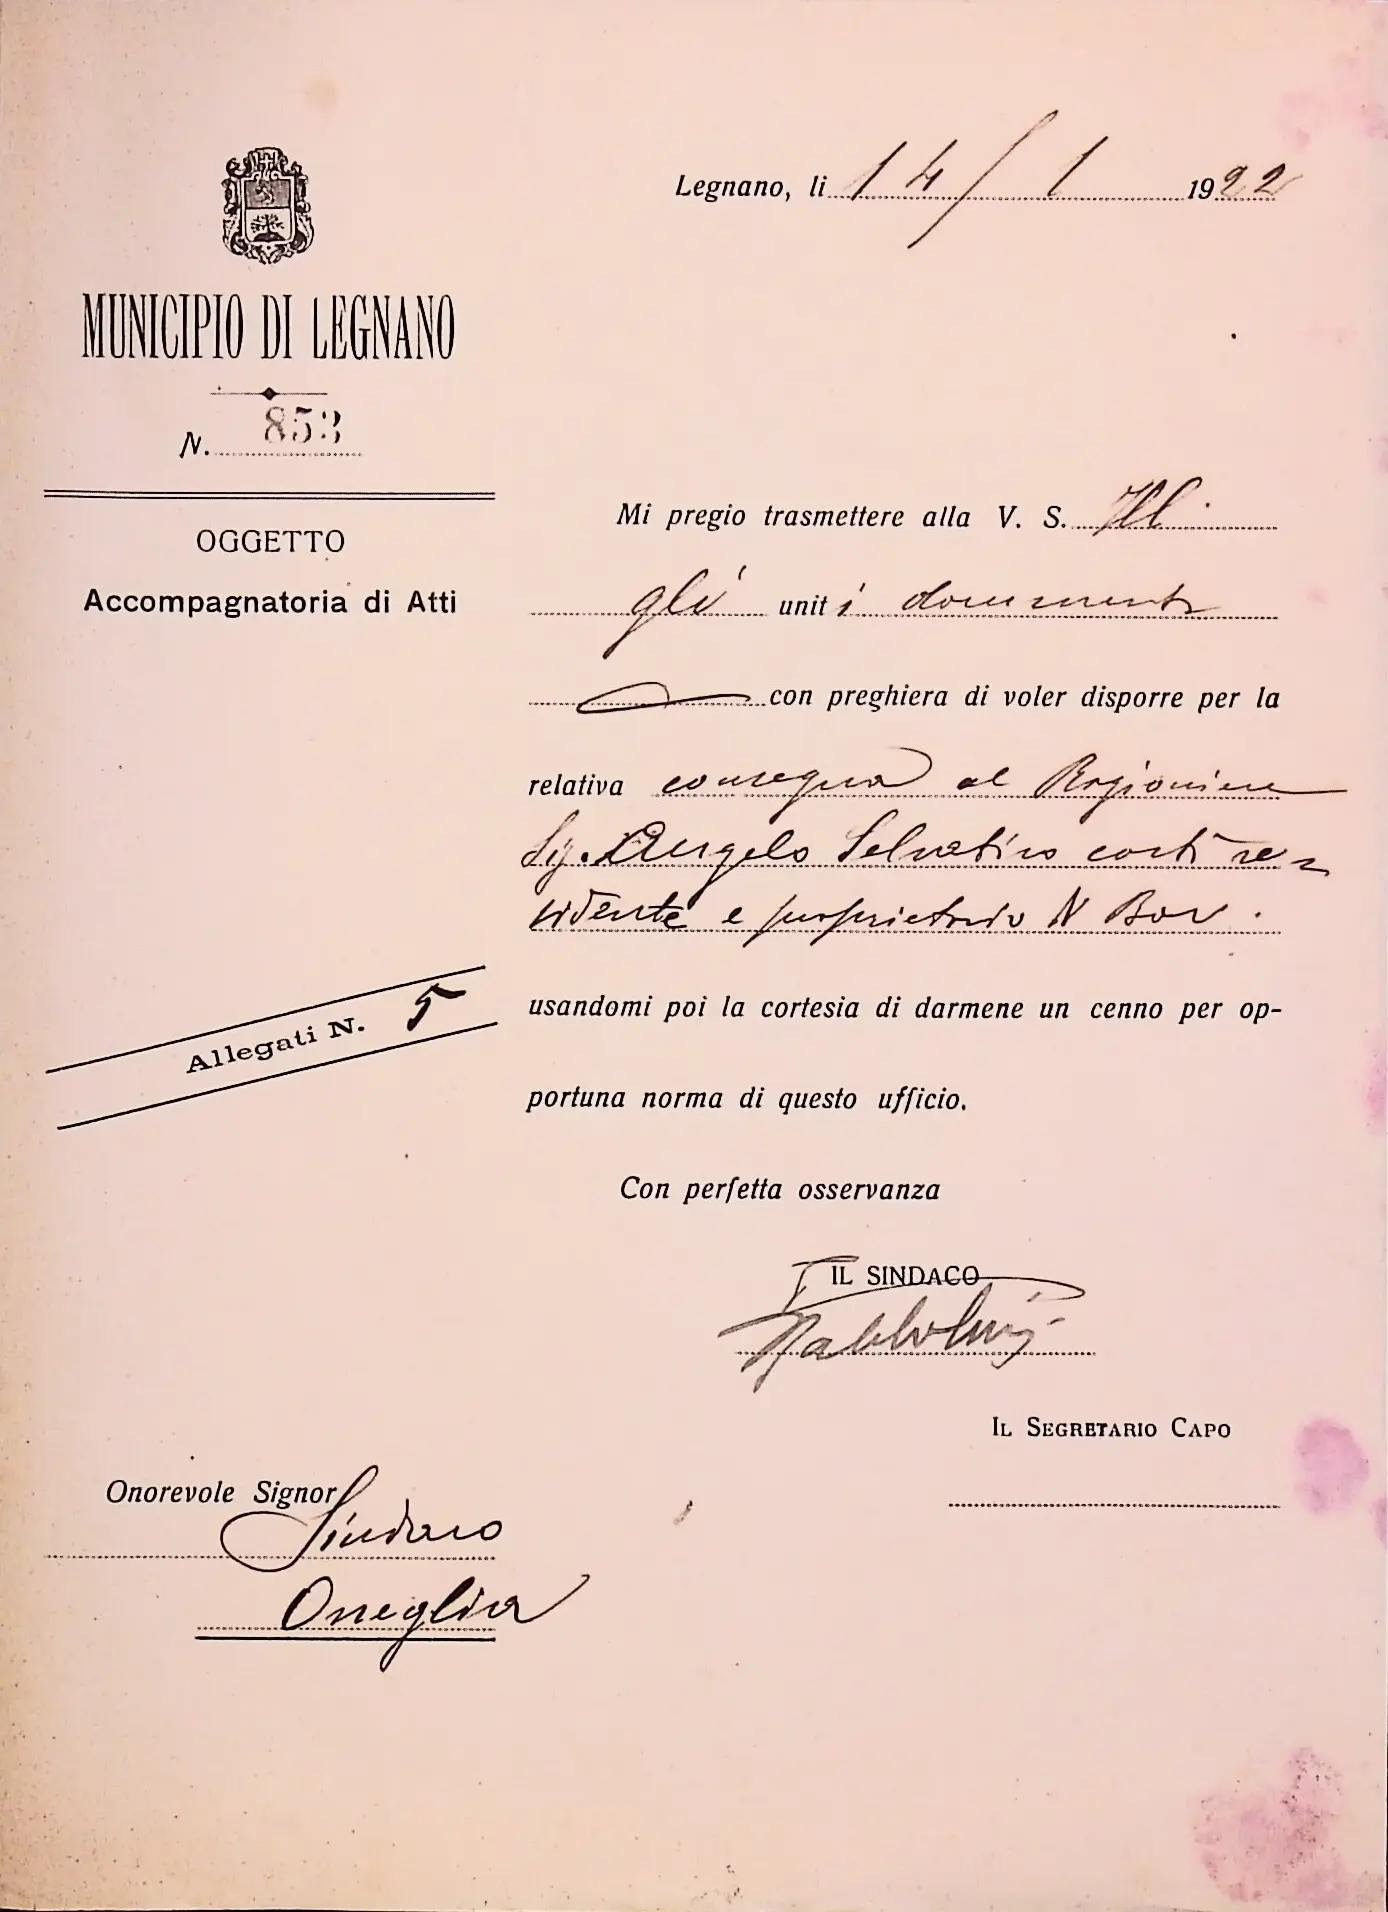 Legnano, li 14/1 1922
MUNICIPIO DI LEGNANO
N. 853
OGGETTO
Accompagnatoria di Atti
Mi pregio trasmettere alla V. S. Ill.
gli uniti documenti
con preghiera di voler disporre per la
relativa consegna al Ragioniere
Sig. Angelo Selvatico
sidente e proprietario N
usandomi poi la cortesia di darmene un cenno per op-
portuna norma di questo ufficio.
Allegati N. 5
Con perfetta osservanza
IL SINDACO
IL SEGRETARIO CAPO
Onorevole Signor
Sindaco
Oneglia